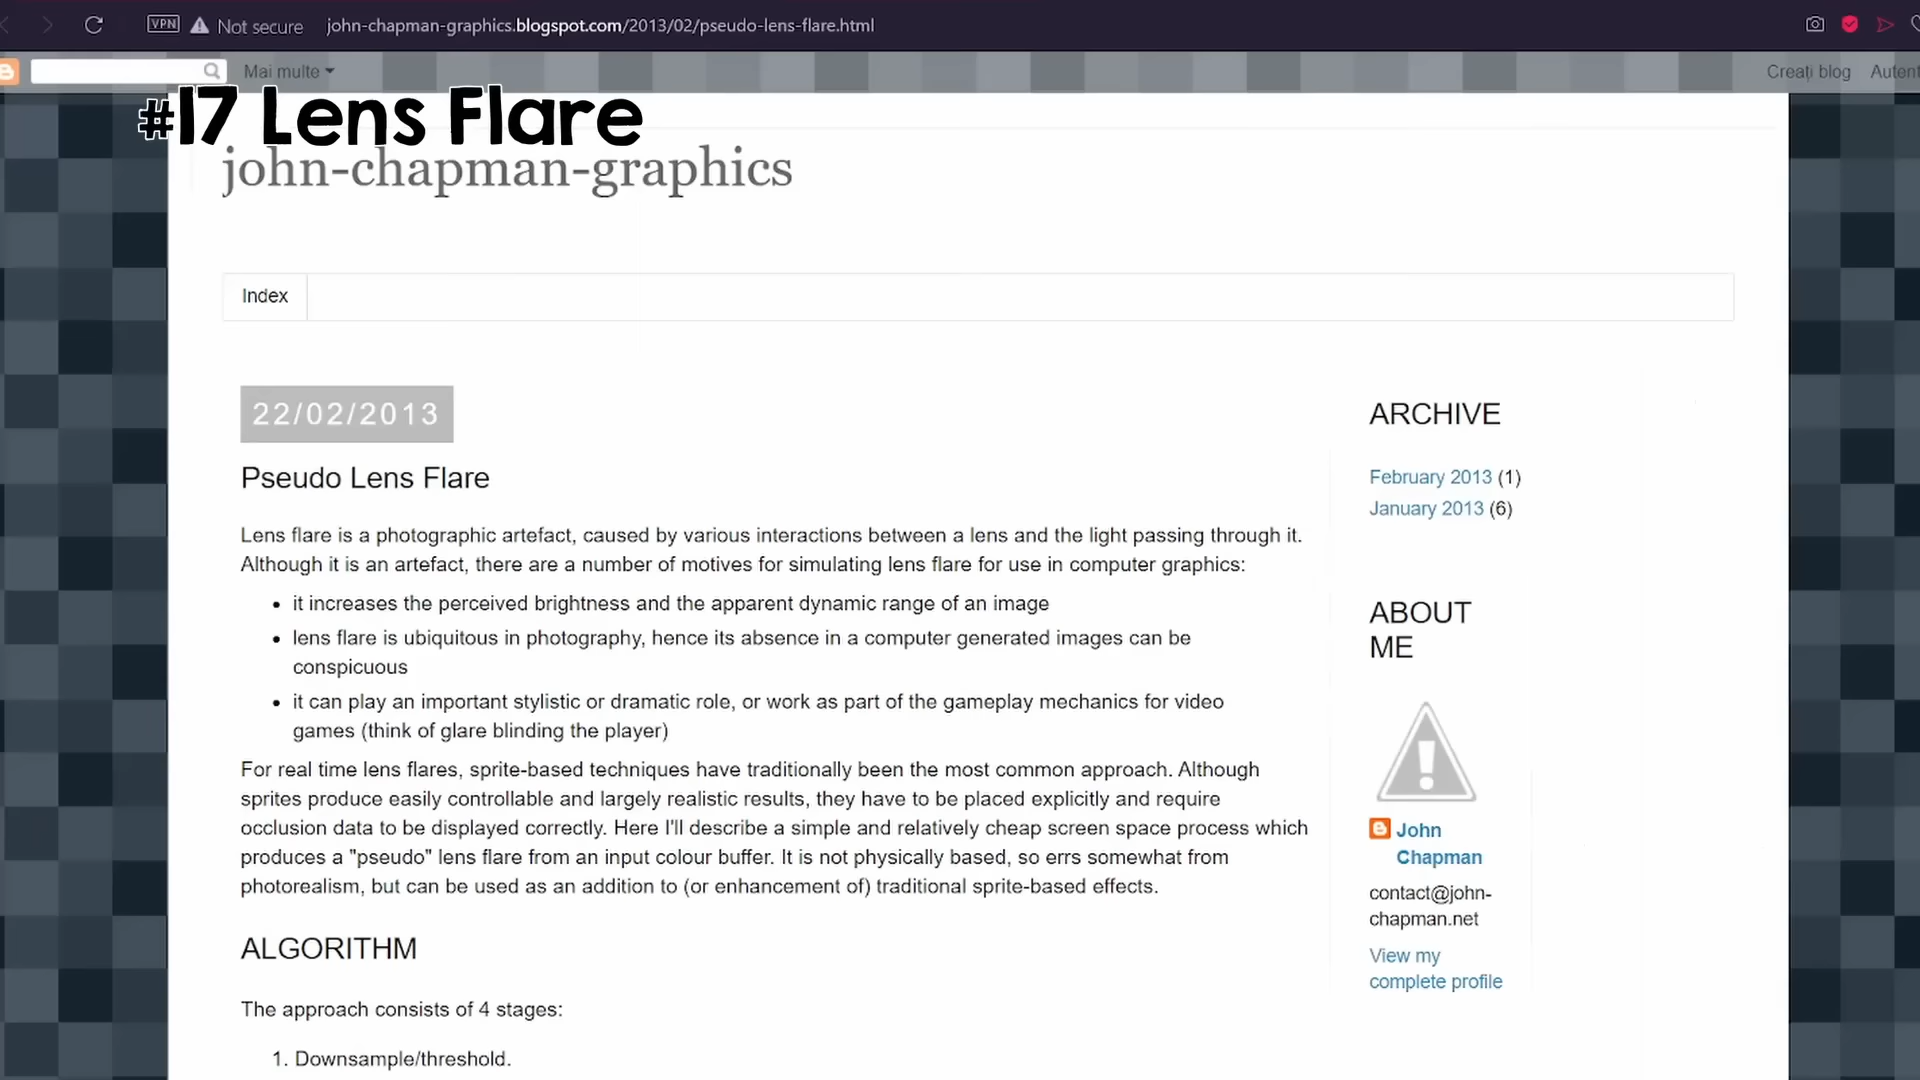 VPN Not secure john-chapman-graphics.blogspot.com/2013/02/pseudo-lens-flare.html
Mai multe Creați blog Autent
#17 Lens Flare
john-chapman-graphics
Index
22/02/2013
Pseudo Lens Flare
Lens flare is a photographic artefact, caused by various interactions between a lens and the light passing through it.
Although it is an artefact, there are a number of motives for simulating lens flare for use in computer graphics:
• it increases the perceived brightness and the apparent dynamic range of an image
• lens flare is ubiquitous in photography, hence its absence in a computer generated images can be
conspicuous
• it can play an important stylistic or dramatic role, or work as part of the gameplay mechanics for video
games (think of glare blinding the player)
For real time lens flares, sprite-based techniques have traditionally been the most common approach. Although
sprites produce easily controllable and largely realistic results, they have to be placed explicitly and require
occlusion data to be displayed correctly. Here I'll describe a simple and relatively cheap screen space process which
produces a "pseudo" lens flare from an input colour buffer. It is not physically based, so errs somewhat from
photorealism, but can be used as an addition to (or enhancement of) traditional sprite-based effects.
ALGORITHM
The approach consists of 4 stages:
1. Downsample/threshold.
ARCHIVE
February 2013 (1)
January 2013 (6)
ABOUT
ME
John
Chapman
contact@john-
chapman.net
View my
complete profile